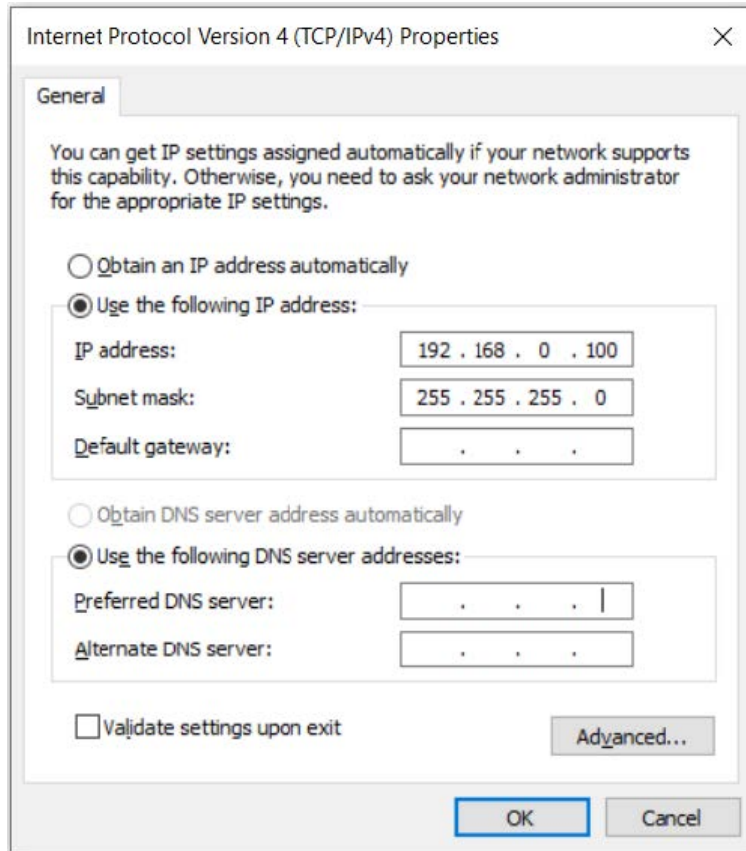 Internet Protocol Version 4 (TCP/IPv4) Properties
General
You can get IP settings assigned automatically if your network supports
this capability. Otherwise, you need to ask your network administrator
for the appropriate IP settings.
Obtain an IP address automatically
Use the following IP address:
IP address: 192 . 168 . 0 . 100
Subnet mask: 255 . 255 . 255 . 0
Default gateway: . . .
Obtain DNS server address automatically
Use the following DNS server addresses:
Preferred DNS server: . . .
Alternate DNS server: . . .
Validate settings upon exit
Advanced...
OK Cancel